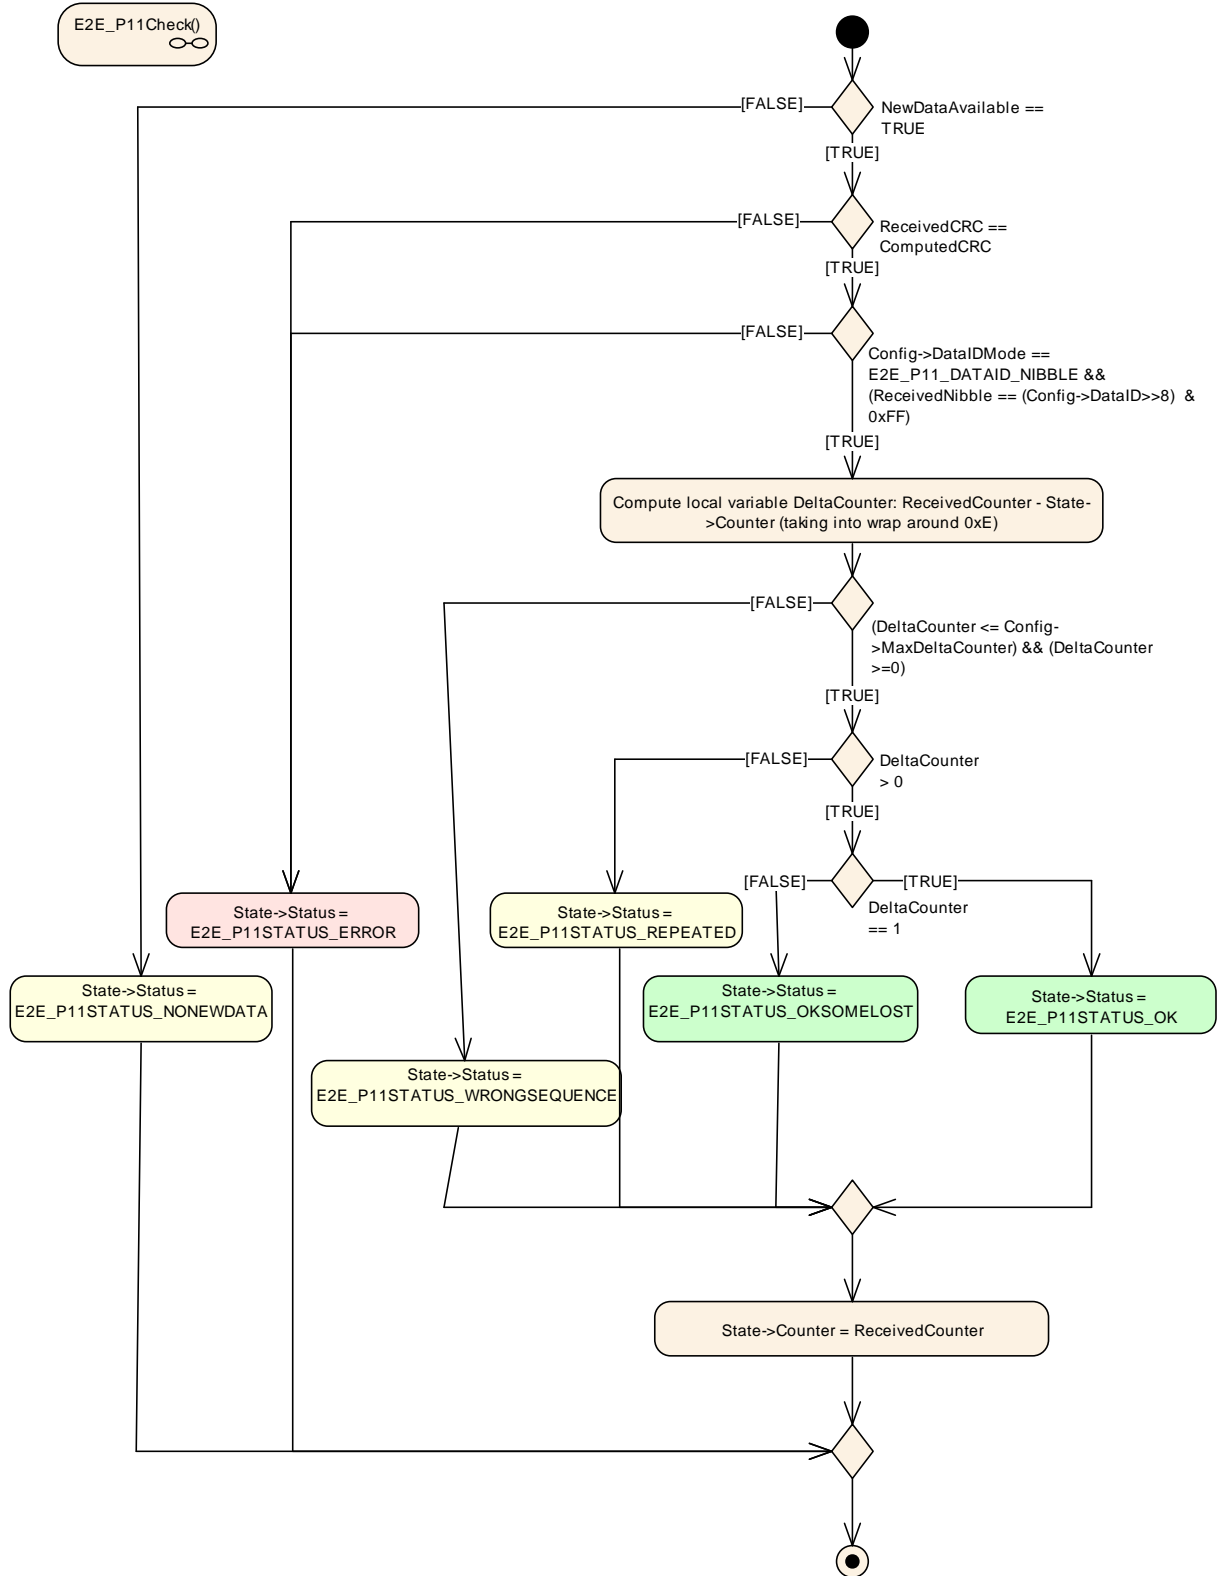 E2E_P11Check()
[FALSE]
NewDataAvailable ==
TRUE
[TRUE]
[FALSE]
ReceivedCRC ==
ComputedCRC
[TRUE]
[FALSE]
Config->DataIDMode ==
E2E_P11_DATAID_NIBBLE &&
(ReceivedNibble == (Config->DataID>>8) &
0xFF)
[TRUE]
Compute local variable DeltaCounter: ReceivedCounter - State-
>Counter (taking into wrap around 0xE)
[FALSE]
(DeltaCounter <= Config-
>MaxDeltaCounter) && (DeltaCounter
>=0)
[TRUE]
[FALSE]
DeltaCounter
> 0
[TRUE]
[FALSE]
[TRUE]
DeltaCounter
== 1
State->Status =
E2E_P11STATUS_ERROR
State->Status =
E2E_P11STATUS_REPEATED
State->Status =
E2E_P11STATUS_NONEWDATA
State->Status =
E2E_P11STATUS_OKSOMELOST
State->Status =
E2E_P11STATUS_OK
State->Status =
E2E_P11STATUS_WRONGSEQUENCE
State->Counter = ReceivedCounter